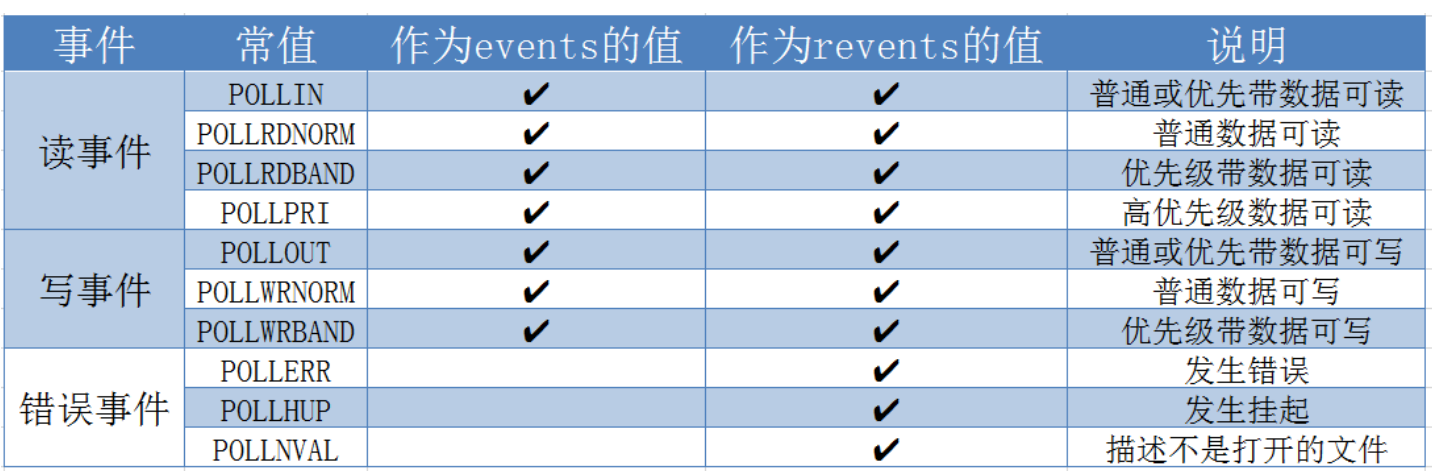 事件 常值 作为events的值 作为revents的值 说明
读事件
POLLIN ✔ ✔ 普通或优先带数据可读
POLLRDNORM ✔ ✔ 普通数据可读
POLLRDBAND ✔ ✔ 优先级带数据可读
POLLPRI ✔ ✔ 高优先级数据可读
写事件
POLLOUT ✔ ✔ 普通或优先带数据可写
POLLWRNORM ✔ ✔ 普通数据可写
POLLWRBAND ✔ ✔ 优先级带数据可写
错误事件
POLLERR ✔ 发生错误
POLLHUP ✔ 发生挂起
POLLNVAL ✔ 描述不是打开的文件